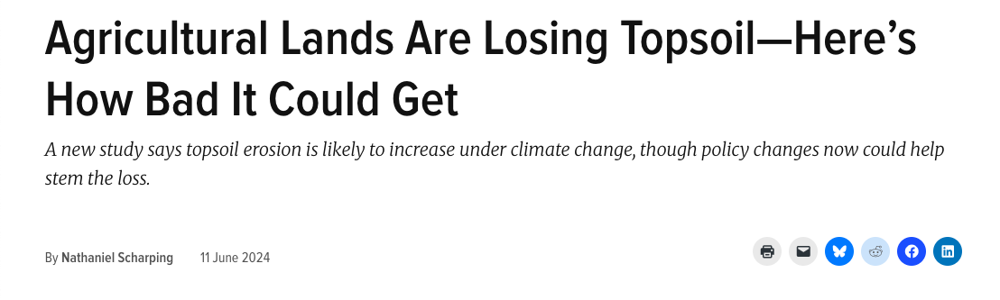 Agricultural Lands Are Losing Topsoil—Here’s
How Bad It Could Get
A new study says topsoil erosion is likely to increase under climate change, though policy changes now could help
stem the loss.
By Nathaniel Scharping 11 June 2024
in